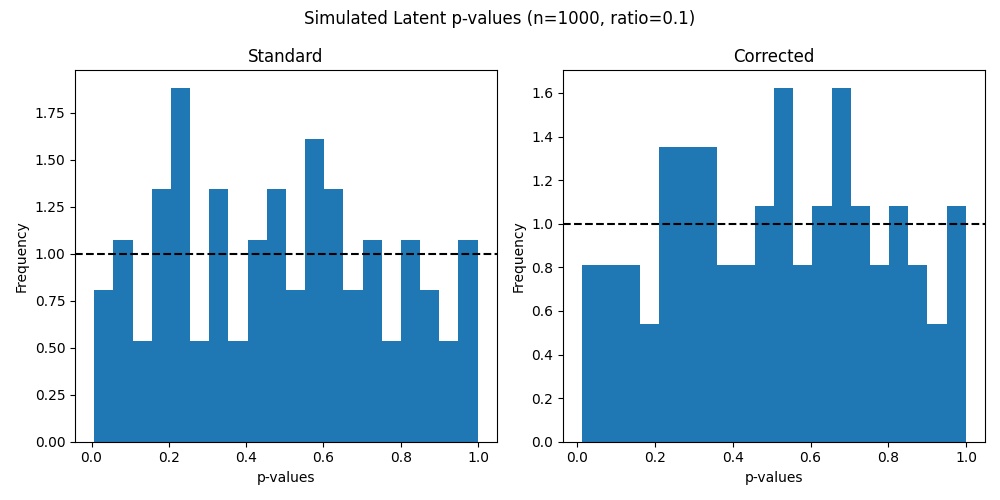 Simulated Latent p-values (n=1000, ratio=0.1)
Standard
Frequency
1.75
1.50
1.25
1.00
0.75
0.50
0.25
0.00
0.0 0.2 0.4 0.6 0.8 1.0
p-values
Corrected
Frequency
1.6
1.4
1.2
1.0
0.8
0.6
0.4
0.2
0.0
0.0 0.2 0.4 0.6 0.8 1.0
p-values